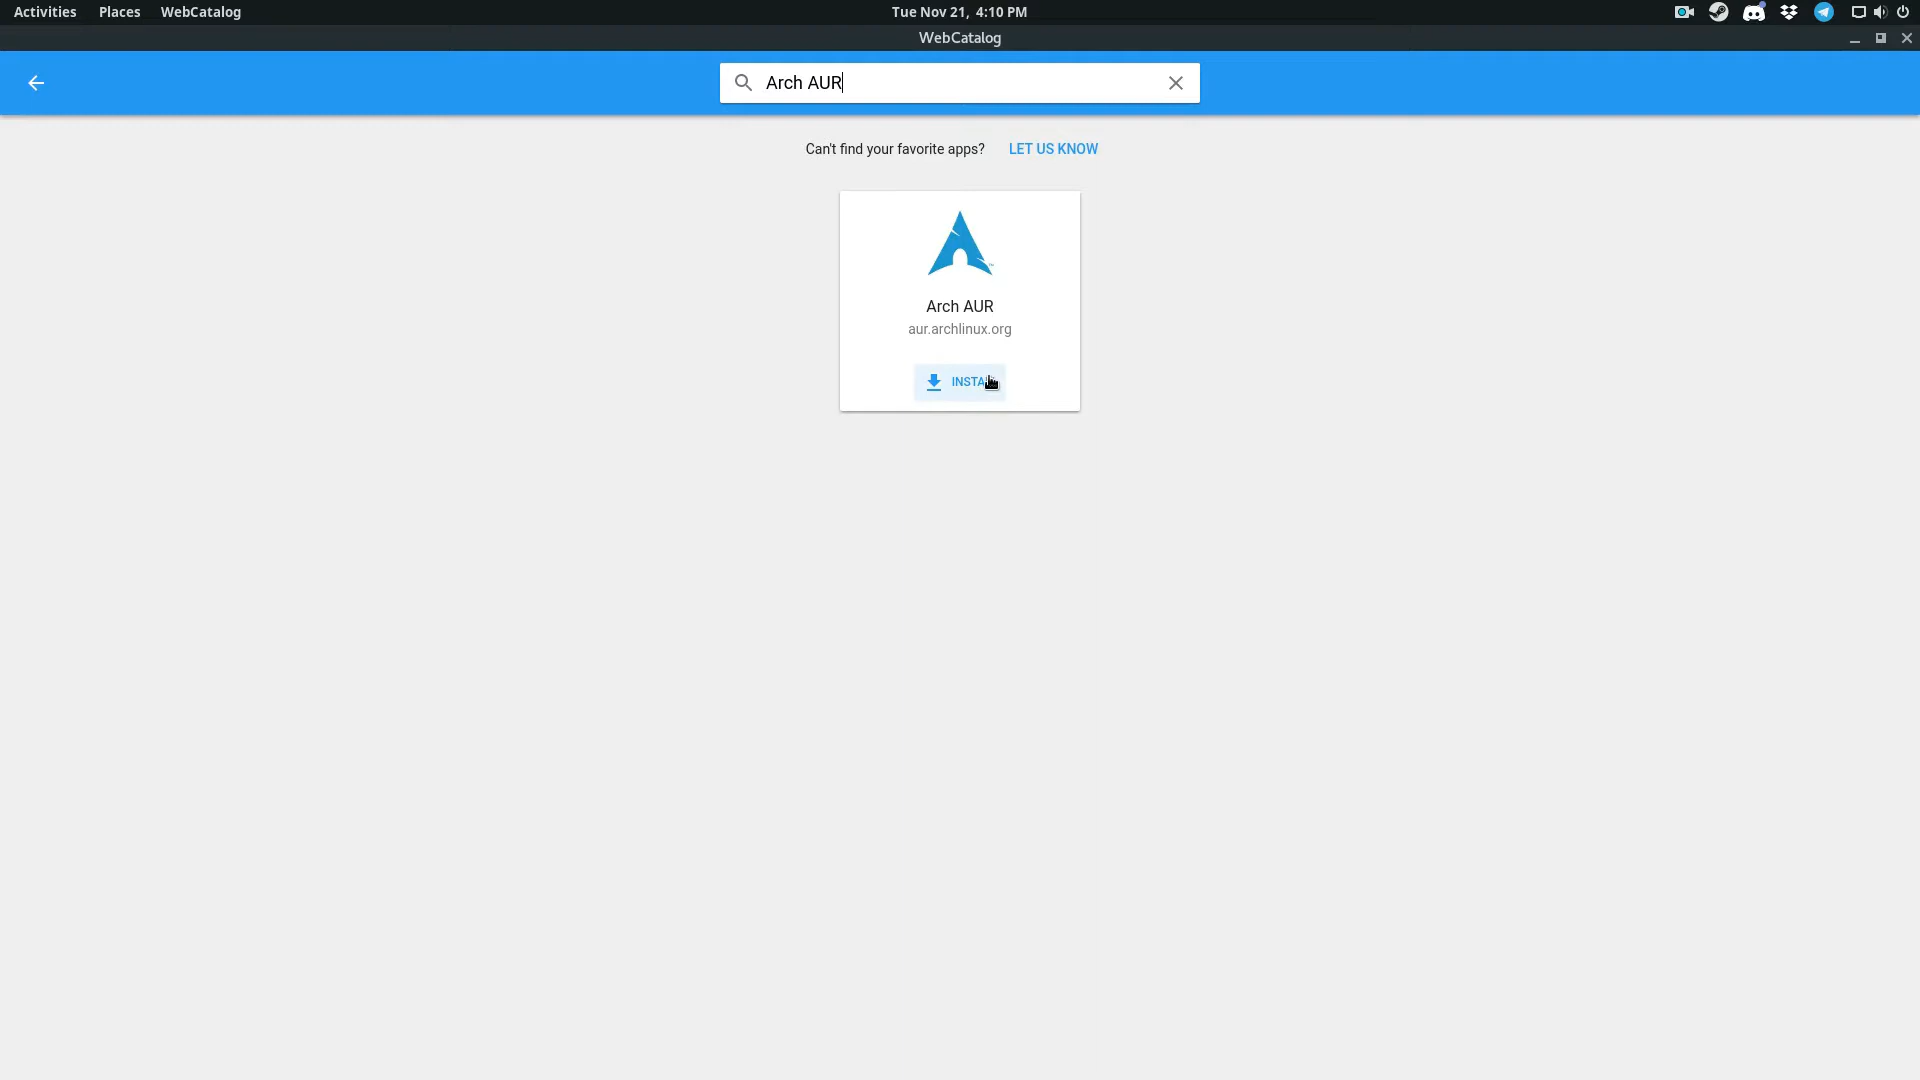 Activities Places WebCatalog Tue Nov 21, 4:10 PM
WebCatalog
Arch AUR
Can't find your favorite apps? LET US KNOW
Arch AUR
aur.archlinux.org
INSTA